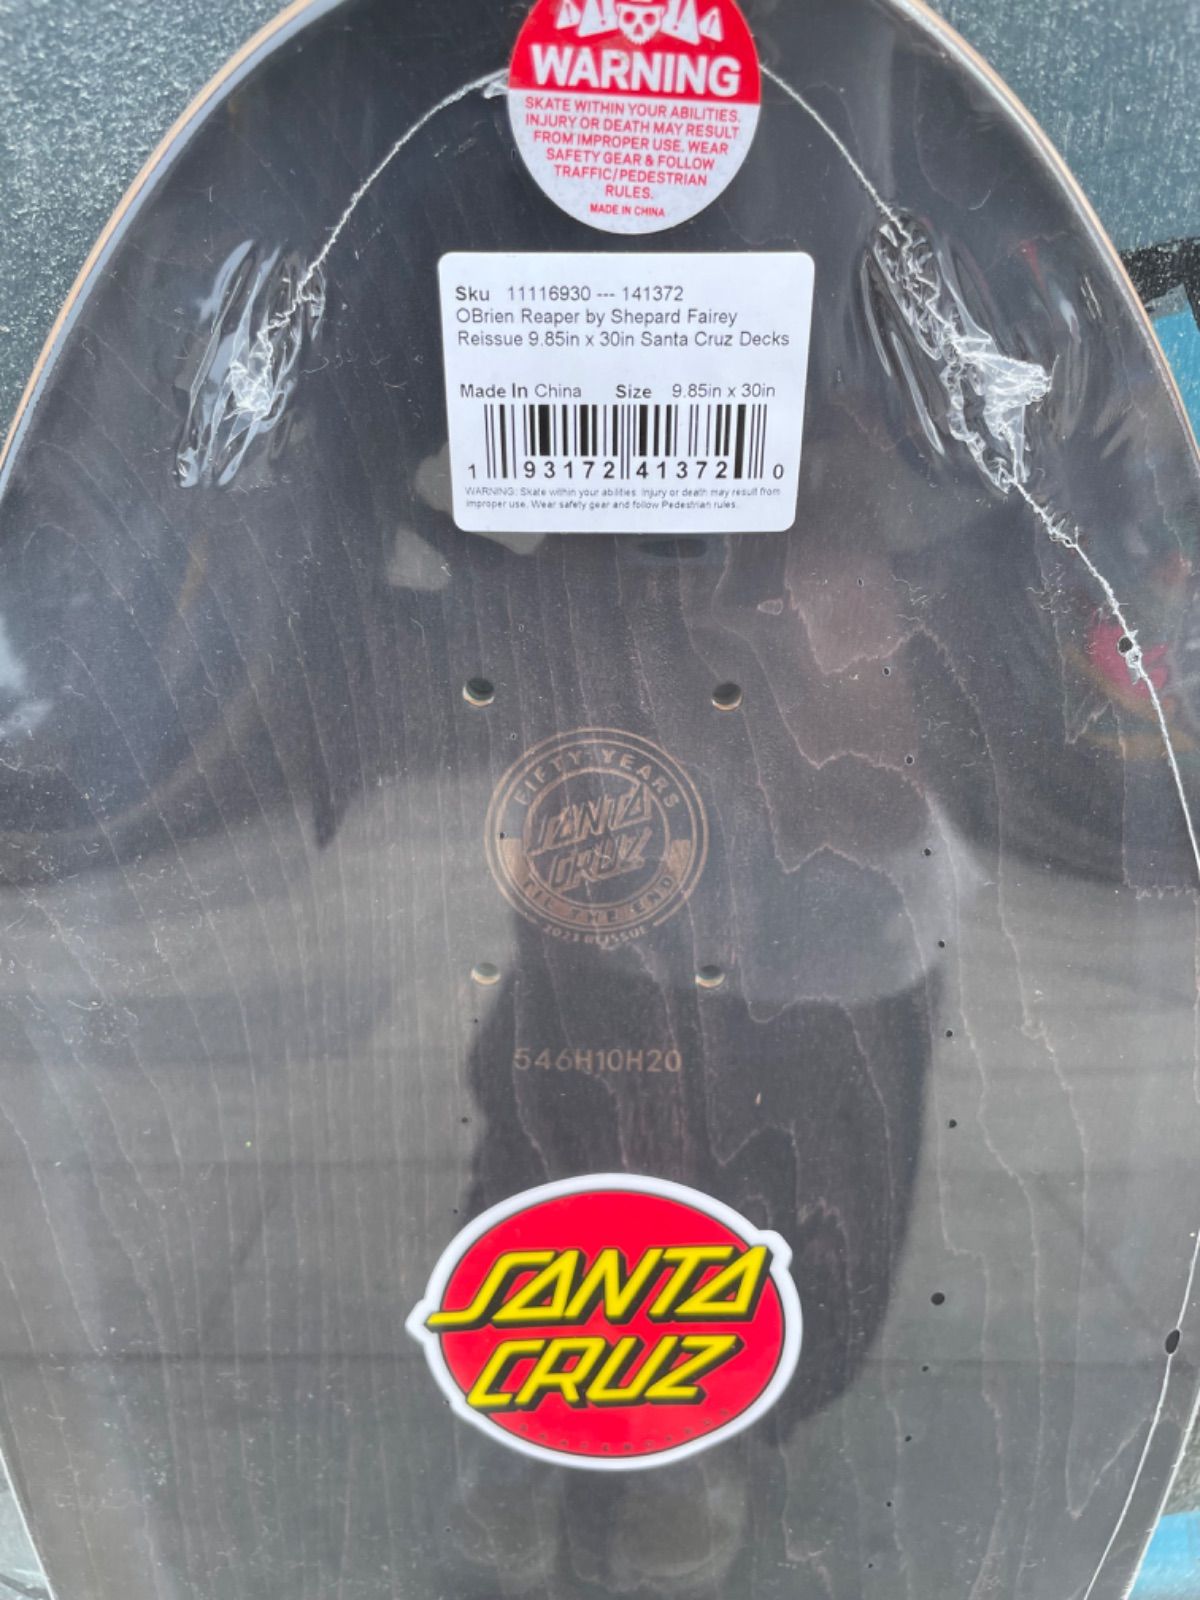 WARNING
SKATE WITHIN YOUR ABILITIES.
INJURY OR DEATH MAY RESULT
FROM IMPROPER USE. WEAR
SAFETY GEAR & FOLLOW
TRAFFIC/PEDESTRIAN
RULES.
MADE IN CHINA
Sku 11116930 --- 141372
OBrien Reaper by Shepard Fairey
Reissue 9.85in x 30in Santa Cruz Decks
Made In China Size 9.85in x 30in
1 93172 41372 0
WARNING: Skate within your abilities. Injury or death may result from
improper use. Wear safety gear and follow Pedestrian rules.
FIFTY YEARS
SANTA
CRUZ
TIL THE END
2023 REISSUE
546H10H20
SANTA
CRUZ
SKATEBOARDS